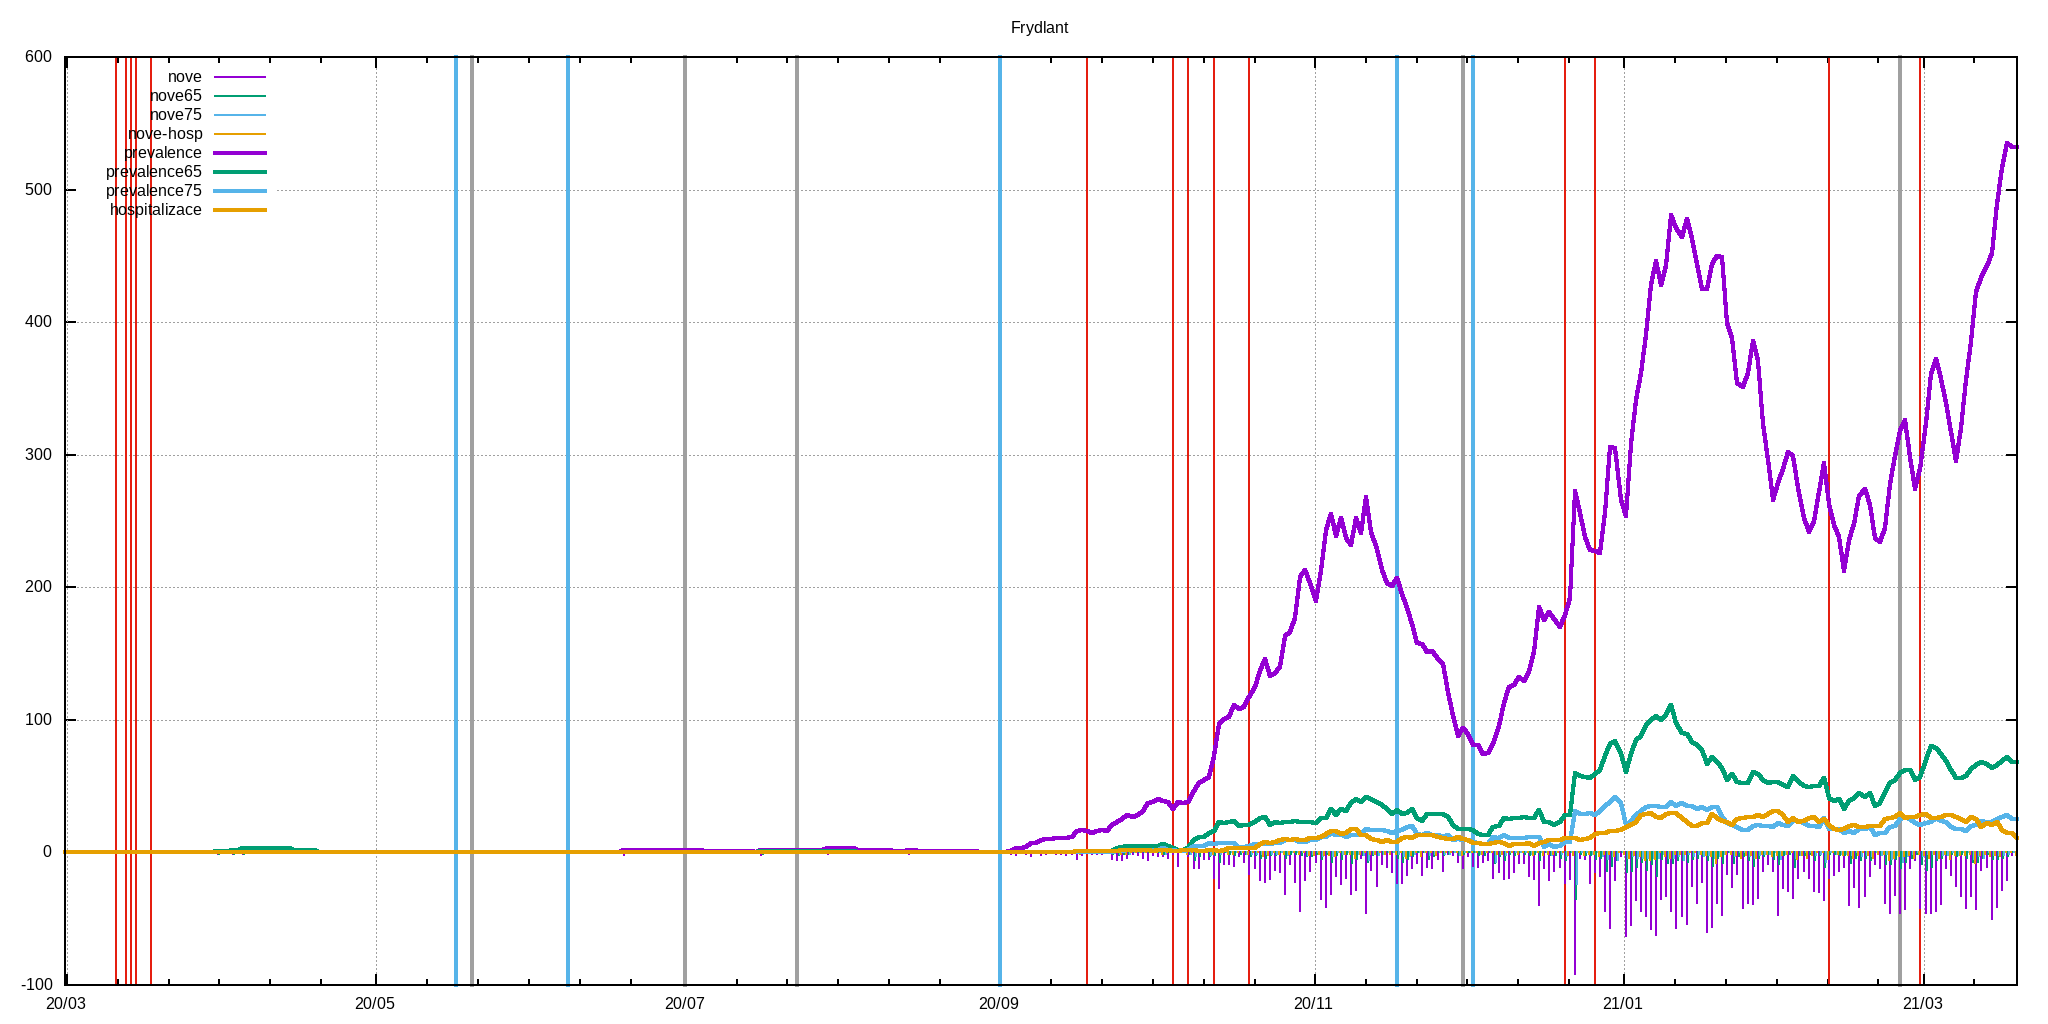 Frydlant
600
500
400
300
200
100
0
-100
nove
nove65
nove75
nove-hosp
prevalence
prevalence65
prevalence75
hospitalizace
20/03 20/05 20/07 20/09 20/11 21/01 21/03